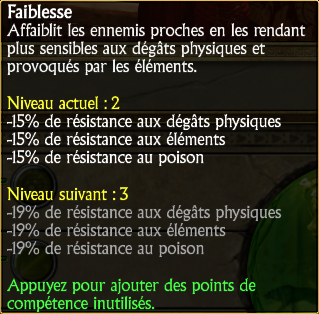 Faiblesse
Affaiblit les ennemis proches en les rendant
plus sensibles aux dégâts physiques et
provoqués par les éléments.
Niveau actuel : 2
-15% de résistance aux dégâts physiques
-15% de résistance aux éléments
-15% de résistance au poison
Niveau suivant : 3
-19% de résistance aux dégâts physiques
-19% de résistance aux éléments
-19% de résistance au poison
Appuyez pour ajouter des points de
compétence inutilisés.